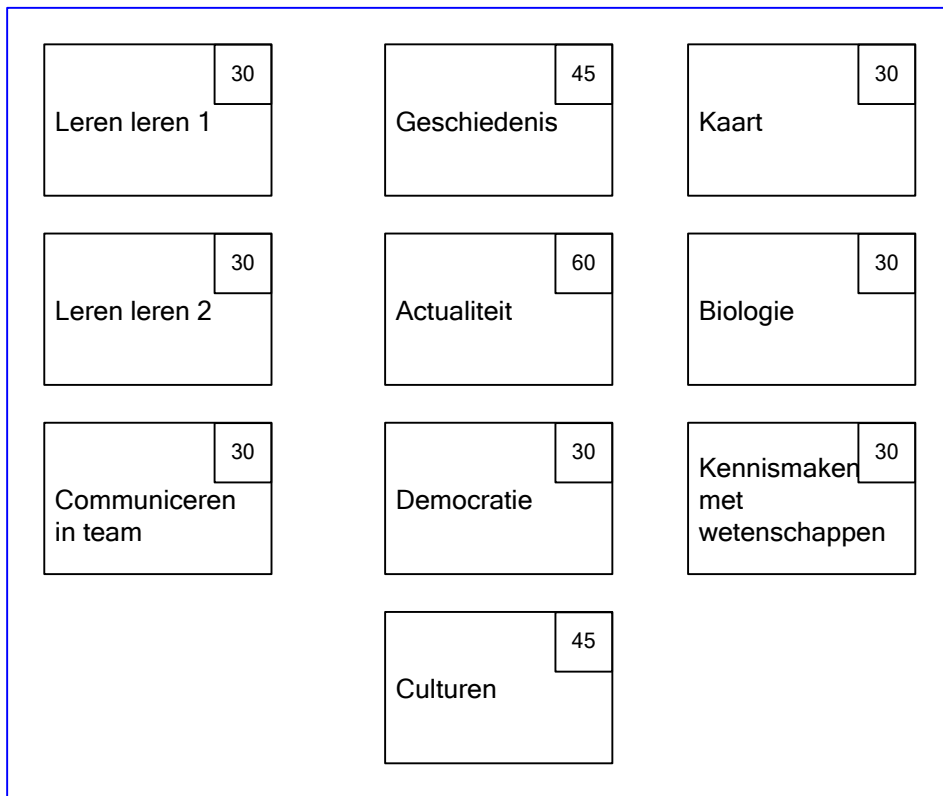 30
Leren leren 1
45
Geschiedenis
30
Kaart
30
Leren leren 2
60
Actualiteit
30
Biologie
30
Communiceren
in team
30
Democratie
30
Kennismaken
met
wetenschappen
45
Culturen